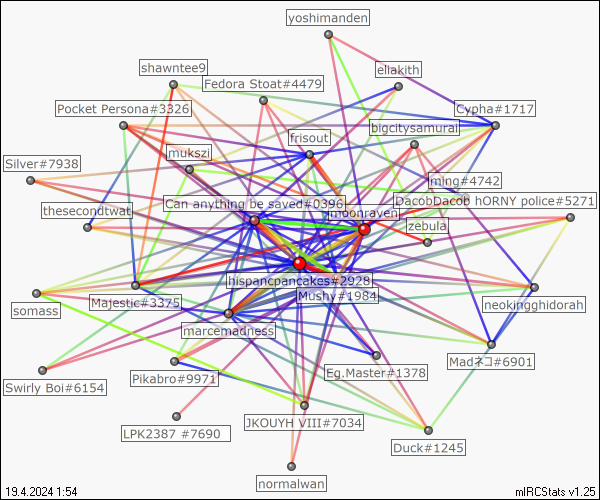 yoshimanden
shawntee9
eliakith
Fedora Stoat#4479
Pocket Persona#3326
Cypha#1717
bigcitysamurai
frisout
mukszi
Silver#7938
ming#4742
DacobDacob hORNY police#5271
Can anything be saved#0396
moonraven
thesecondtwat
zebula
hispancpancakes#2928
Mushy#1984
Majestic#3375
somass
neokingghidorah
marcemadness
Madネコ#6901
Eg.Master#1378
Pikabro#9971
Swirly Boi#6154
JKOUYH VIII#7034
LPK2387 #7690
Duck#1245
normalwan
19.4.2024 1:54
mIRCStats v1.25